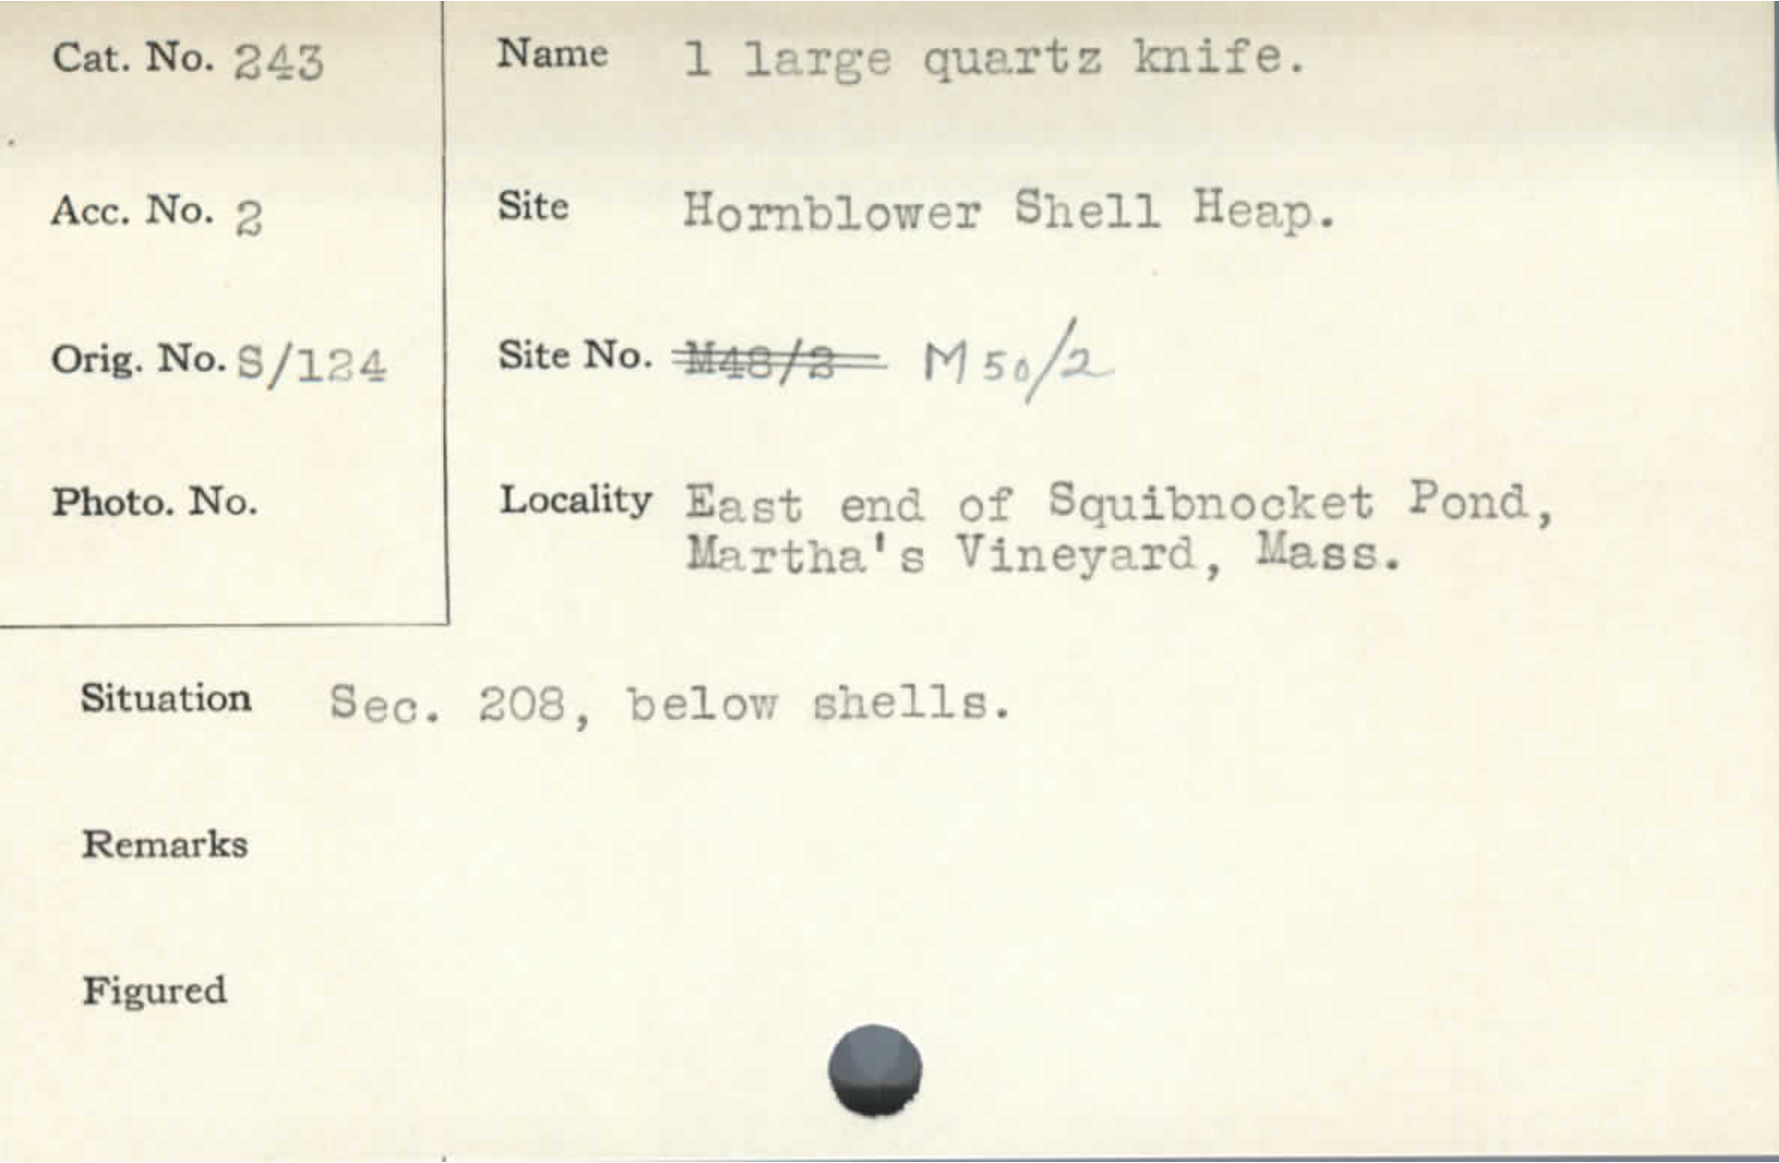 Cat. No. 243
Name 1 large quartz knife.
Acc. No. 2
Site Hornblower Shell Heap.
Orig. No. S/124
Site No. M48/2 M50/2
Photo. No.
Locality East end of Squibnocket Pond,
Martha's Vineyard, Mass.
Situation Sec. 208, below shells.
Remarks
Figured